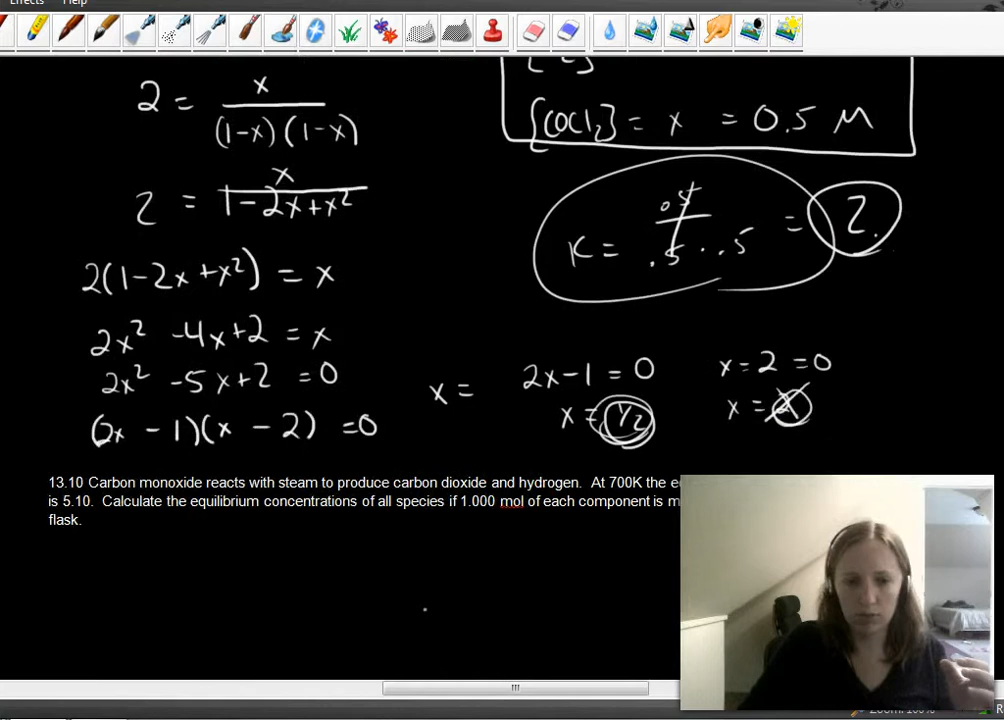 Effects Help
2 = x / (1-x)(1-x)
2 = x / 1-2x+x²
2(1-2x+x²) = x
2x² -4x+2 = x
2x² -5x+2 =0
(2x -1)(x -2) =0
[COCl₂] = x = 0.5 M
K = .5 / .5 · .5 = 2.
x =
2x-1=0
x = 1/2
x=2=0
x = 2
13.10 Carbon monoxide reacts with steam to produce carbon dioxide and hydrogen. At 700K the
is 5.10. Calculate the equilibrium concentrations of all species if 1.000 mol of each component is
flask.
Zoom: 100%